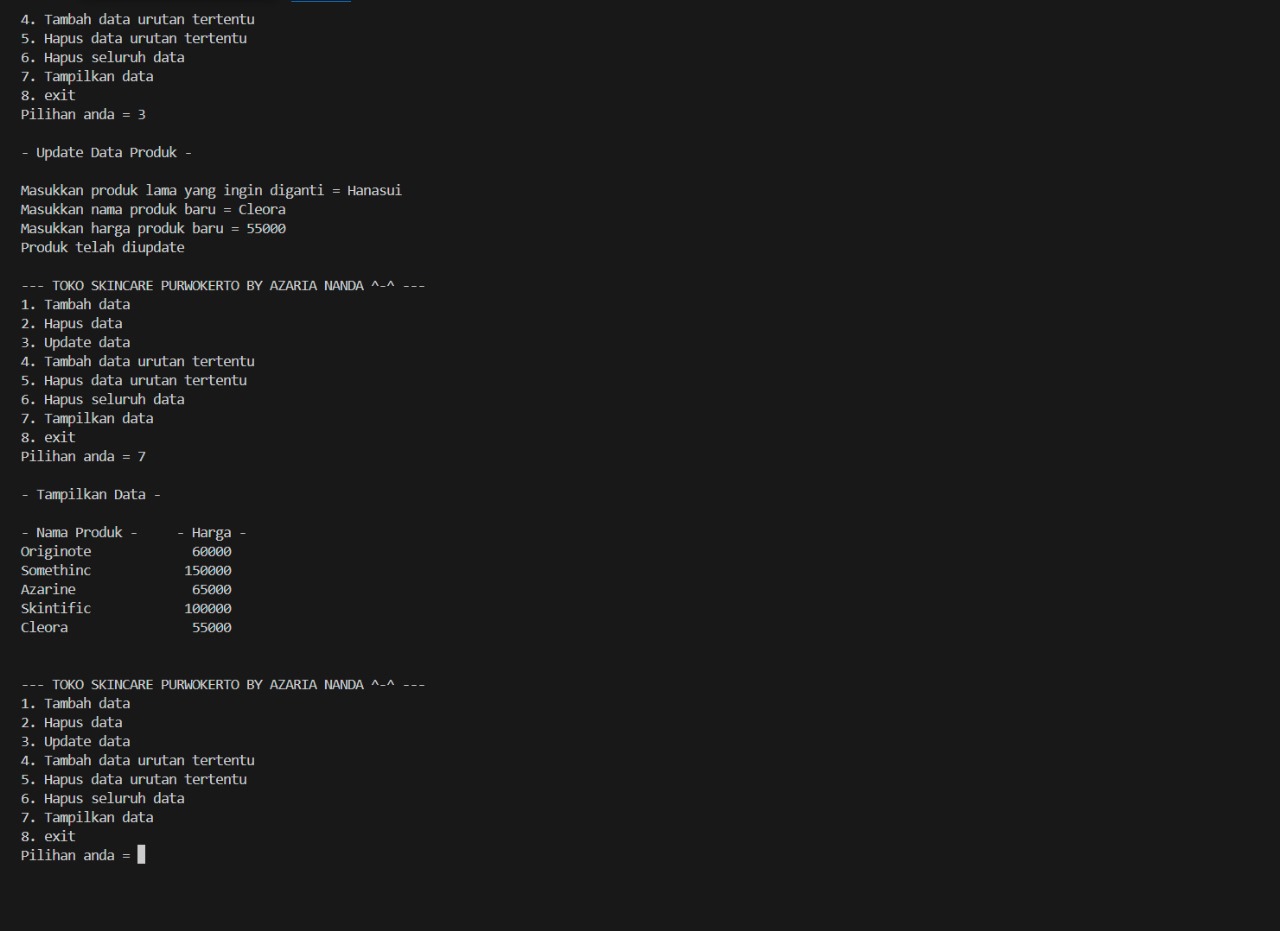 4. Tambah data urutan tertentu
5. Hapus data urutan tertentu
6. Hapus seluruh data
7. Tampilkan data
8. exit
Pilihan anda = 3
- Update Data Produk -
Masukkan produk lama yang ingin diganti = Hanasui
Masukkan nama produk baru = Cleora
Masukkan harga produk baru = 55000
Produk telah diupdate
--- TOKO SKINCARE PURWOKERTO BY AZARIA NANDA ^-^ ---
1. Tambah data
2. Hapus data
3. Update data
4. Tambah data urutan tertentu
5. Hapus data urutan tertentu
6. Hapus seluruh data
7. Tampilkan data
8. exit
Pilihan anda = 7
- Tampilkan Data -
- Nama Produk -     - Harga -
Originote             60000
Somethinc            150000
Azarine               65000
Skintific            100000
Cleora                55000
--- TOKO SKINCARE PURWOKERTO BY AZARIA NANDA ^-^ ---
1. Tambah data
2. Hapus data
3. Update data
4. Tambah data urutan tertentu
5. Hapus data urutan tertentu
6. Hapus seluruh data
7. Tampilkan data
8. exit
Pilihan anda =